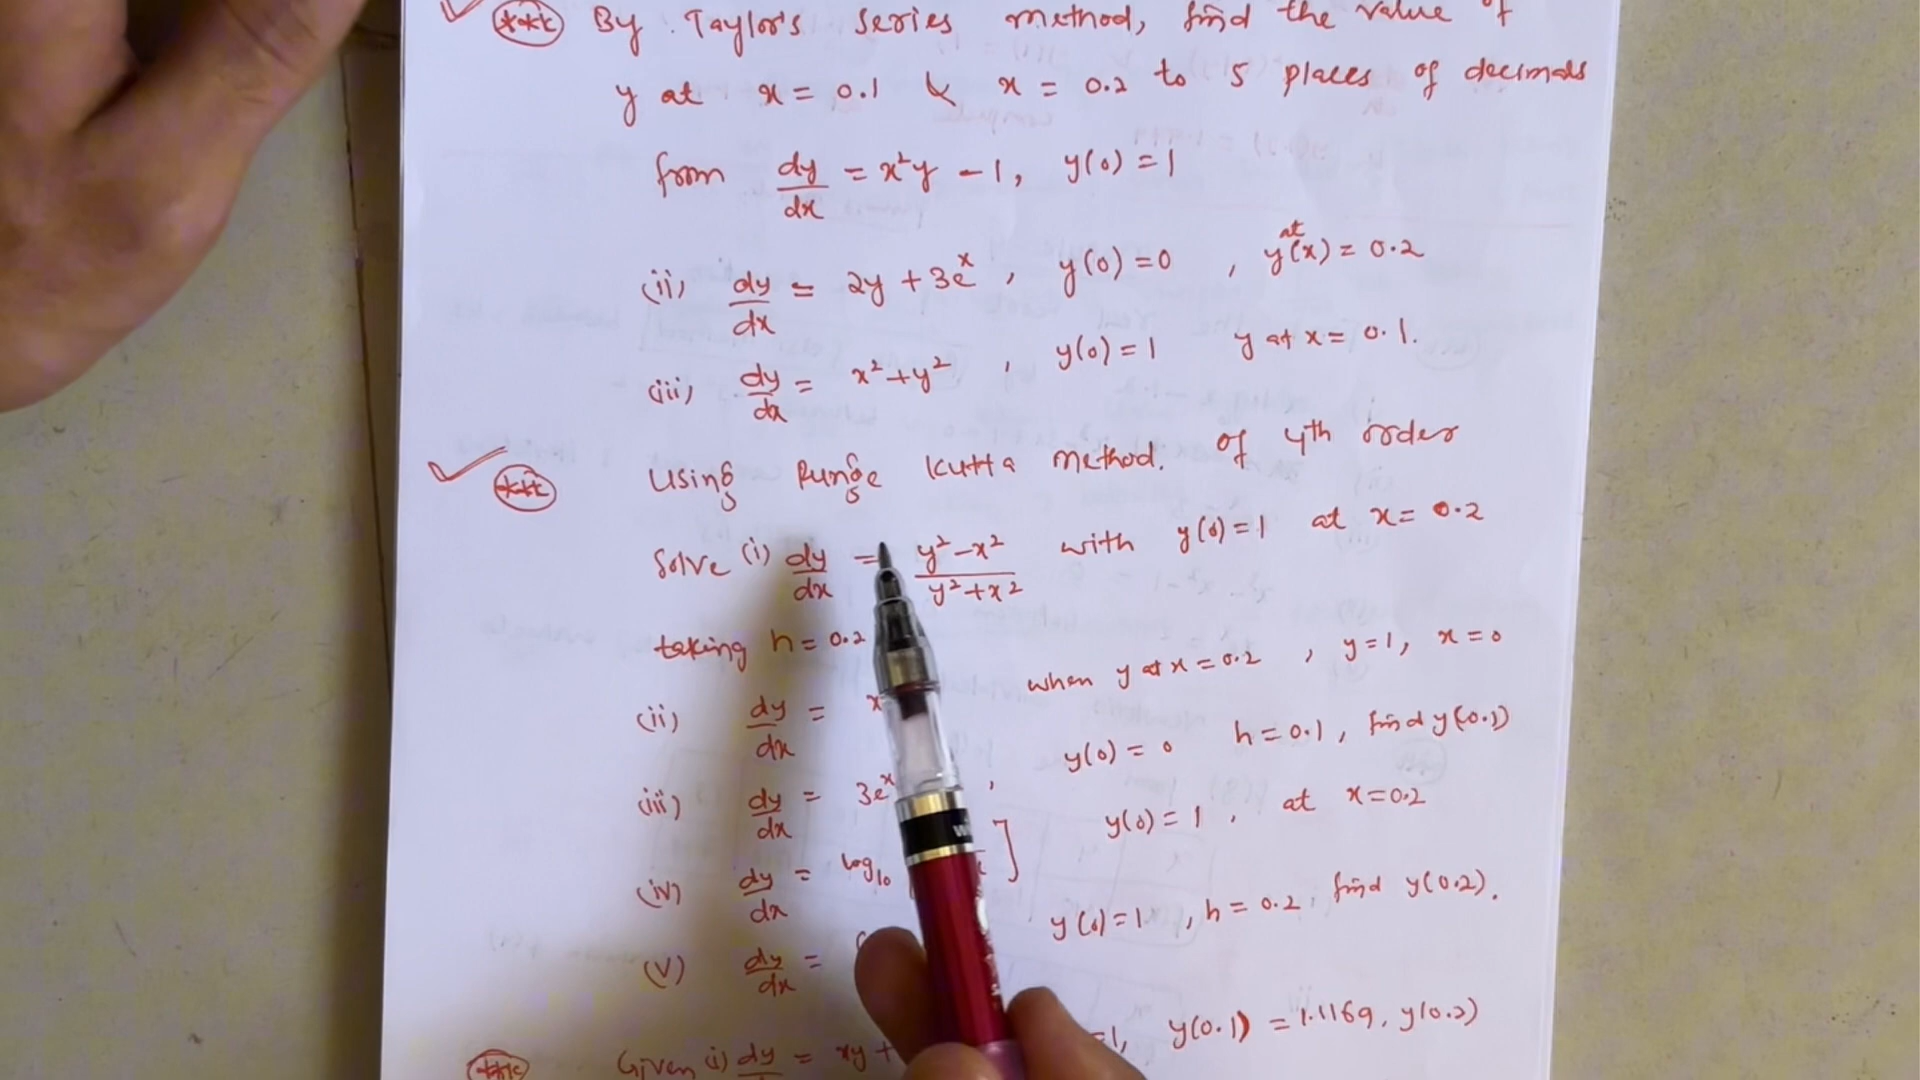 *** By Taylor's series method, find the value of
y at x = 0.1 & x = 0.2 to 5 places of decimals
from dy/dx = x²y - 1, y(0) = 1
(ii) dy/dx = 2y + 3eˣ, y(0) = 0, at y(x) = 0.2
(iii) dy/dx = x² + y², y(0) = 1 y at x = 0.1.
*** Using Runge Kutta method. of 4th order
Solve (i) dy/dx = y²-x²/y²+x² with y(0) = 1 at x = 0.2
taking h = 0.2
(ii) dy/dx = x when y at x = 0.2, y = 1, x = 0
(iii) dy/dx = 3eˣ, y(0) = 0 h = 0.1, find y(0.1)
(iv) dy/dx = log₁₀ ] y(0) = 1, at x = 0.2
(v) dy/dx = y(0) = 1, h = 0.2, find y(0.2).
*** Given (i) dy = xy + =1, y(0.1) = 1.1169, y(0.2)